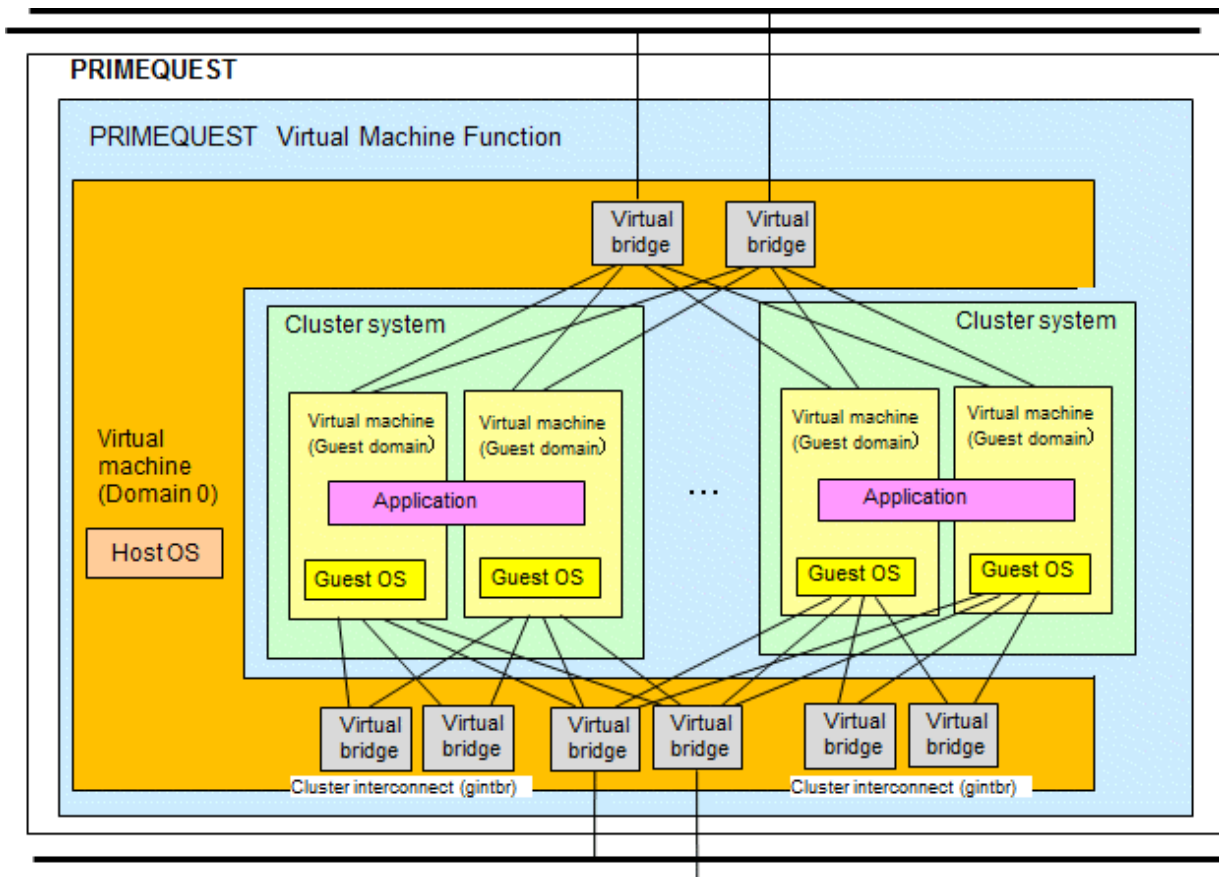 PRIMEQUEST
PRIMEQUEST Virtual Machine Function
Virtual
bridge
Virtual
bridge
Cluster system
Cluster system
Virtual machine
(Guest domain)
Virtual machine
(Guest domain)
Virtual machine
(Guest domain)
Virtual machine
(Guest domain)
Virtual
machine
(Domain 0)
Application
...
Application
Host OS
Guest OS
Guest OS
Guest OS
Guest OS
Virtual
bridge
Virtual
bridge
Virtual
bridge
Virtual
bridge
Virtual
bridge
Virtual
bridge
Cluster interconnect (gintbr)
Cluster interconnect (gintbr)